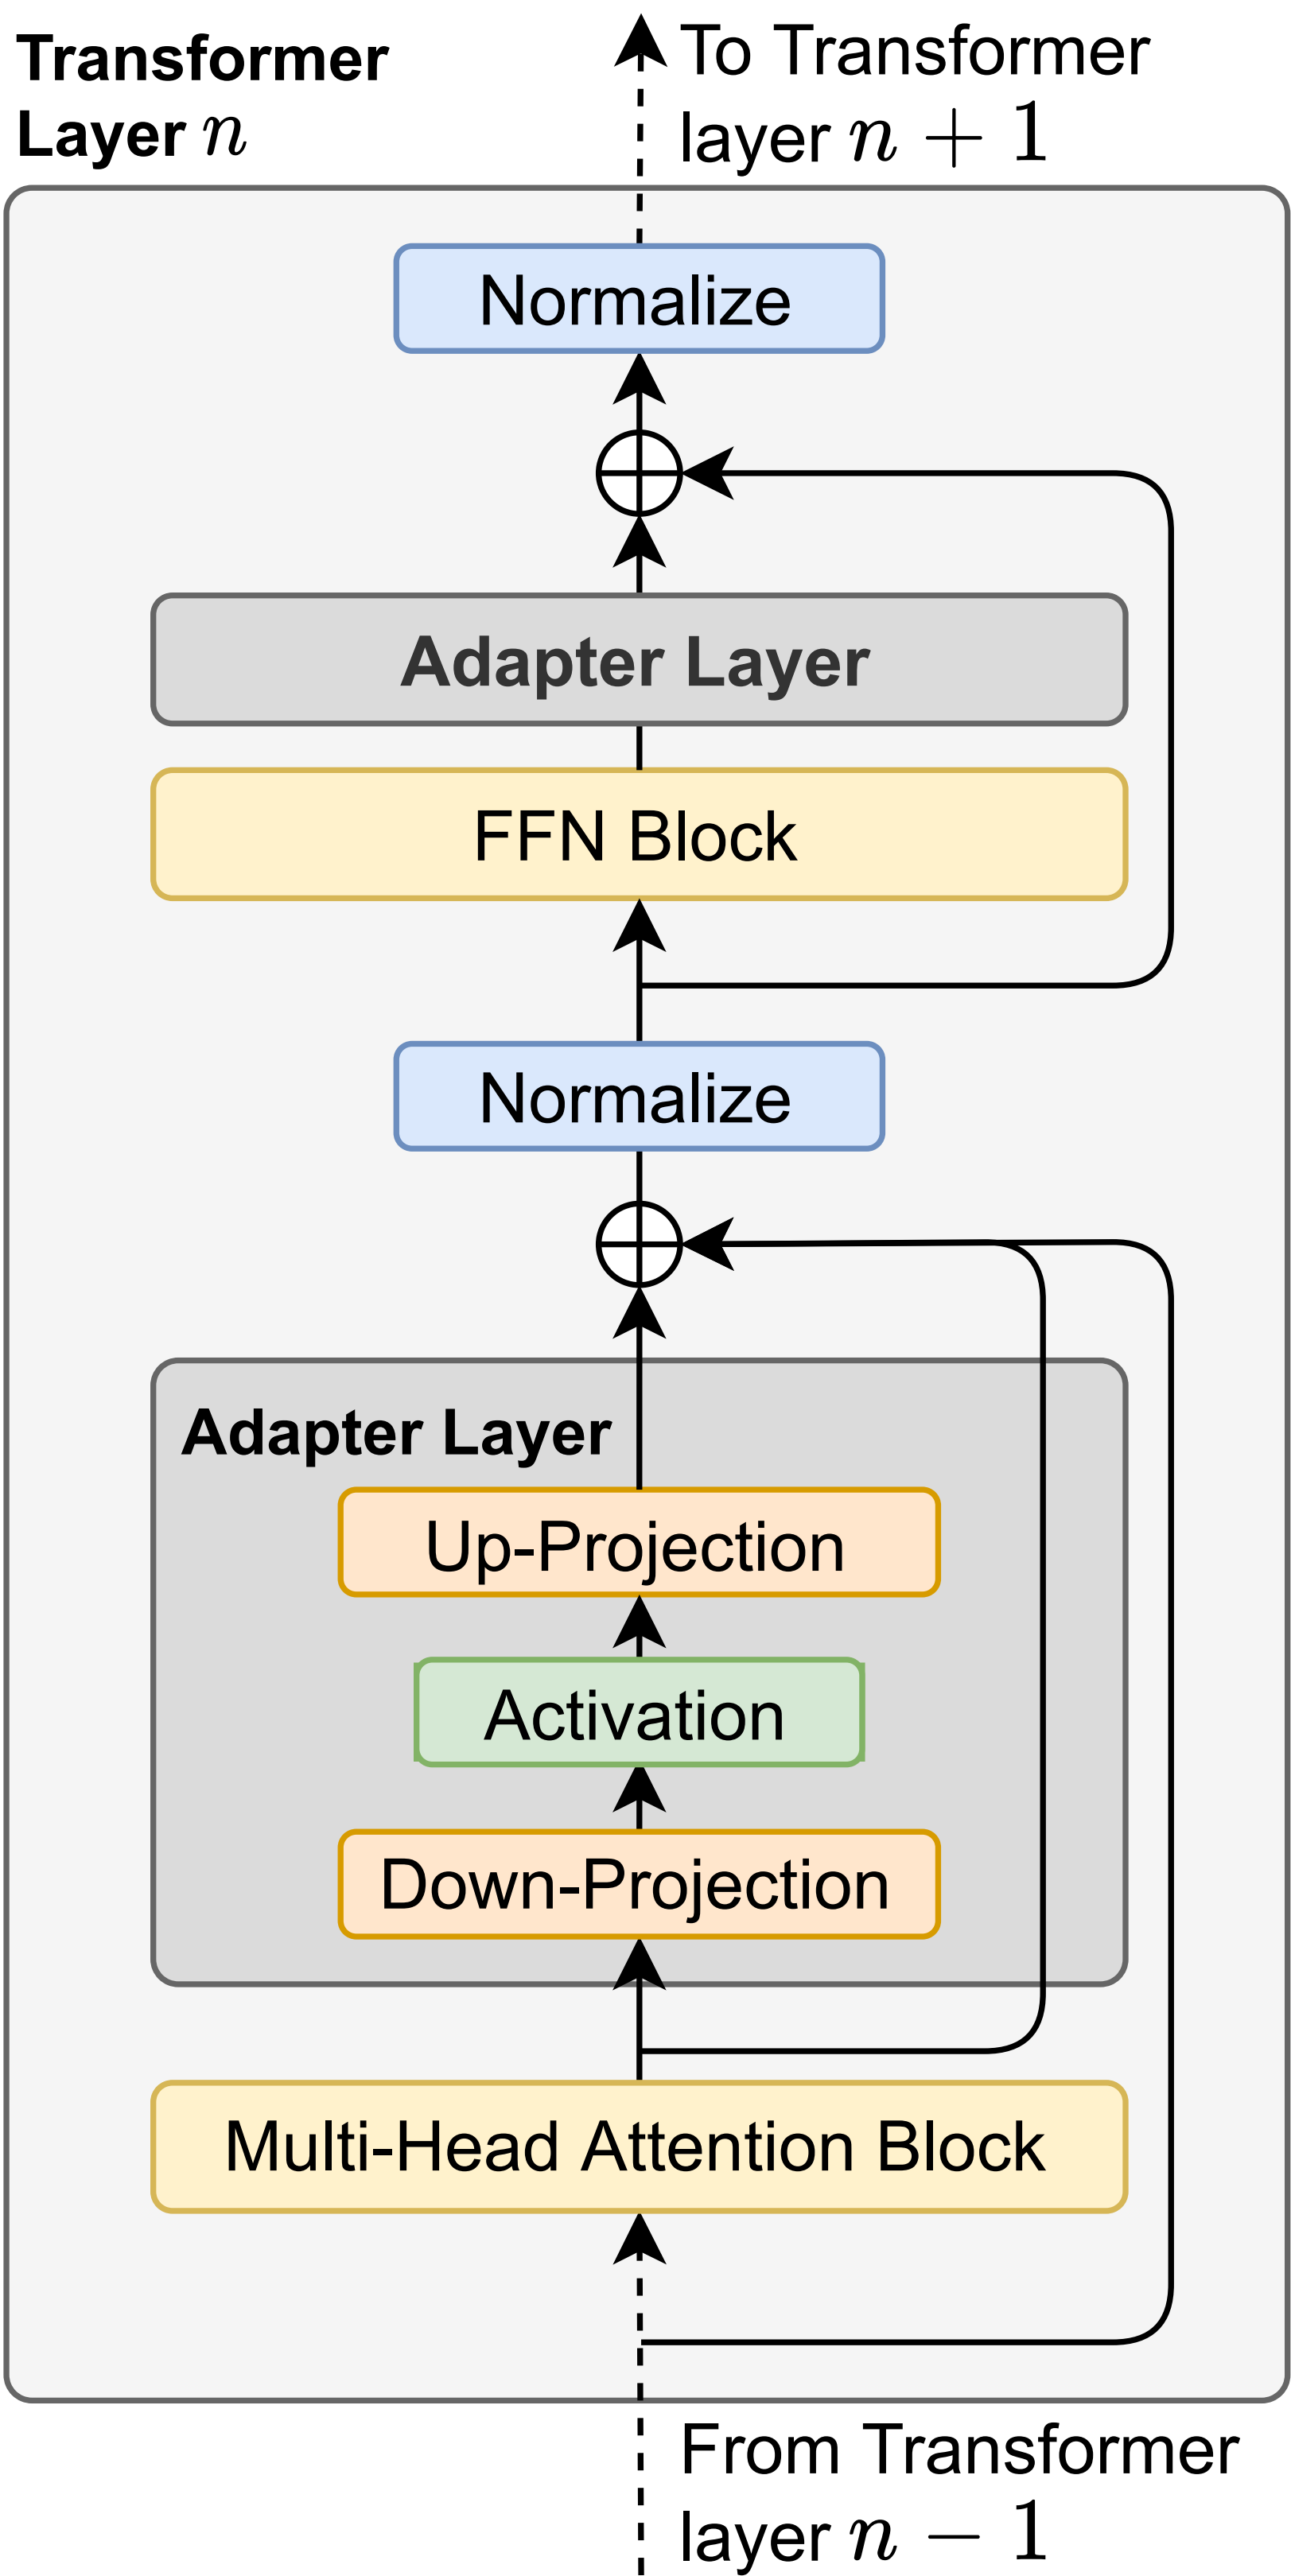 Transformer
Layer n
To Transformer
layer n + 1
Normalize
Adapter Layer
FFN Block
Normalize
Adapter Layer
Up-Projection
Activation
Down-Projection
Multi-Head Attention Block
From Transformer
layer n − 1